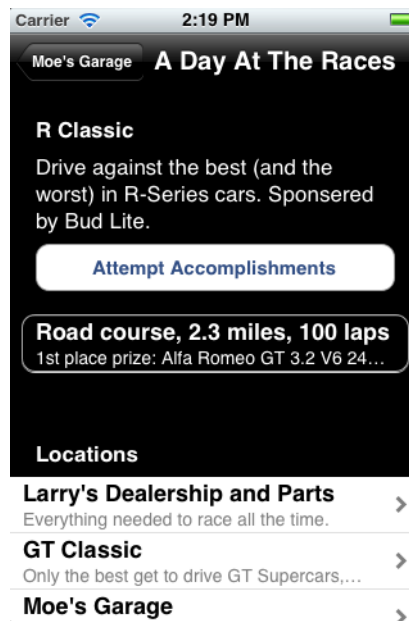 Carrier 2:19 PM
Moe's Garage A Day At The Races
R Classic
Drive against the best (and the
worst) in R-Series cars. Sponsered
by Bud Lite.
Attempt Accomplishments
Road course, 2.3 miles, 100 laps
1st place prize: Alfa Romeo GT 3.2 V6 24…
Locations
Larry's Dealership and Parts
Everything needed to race all the time.
GT Classic
Only the best get to drive GT Supercars,…
Moe's Garage